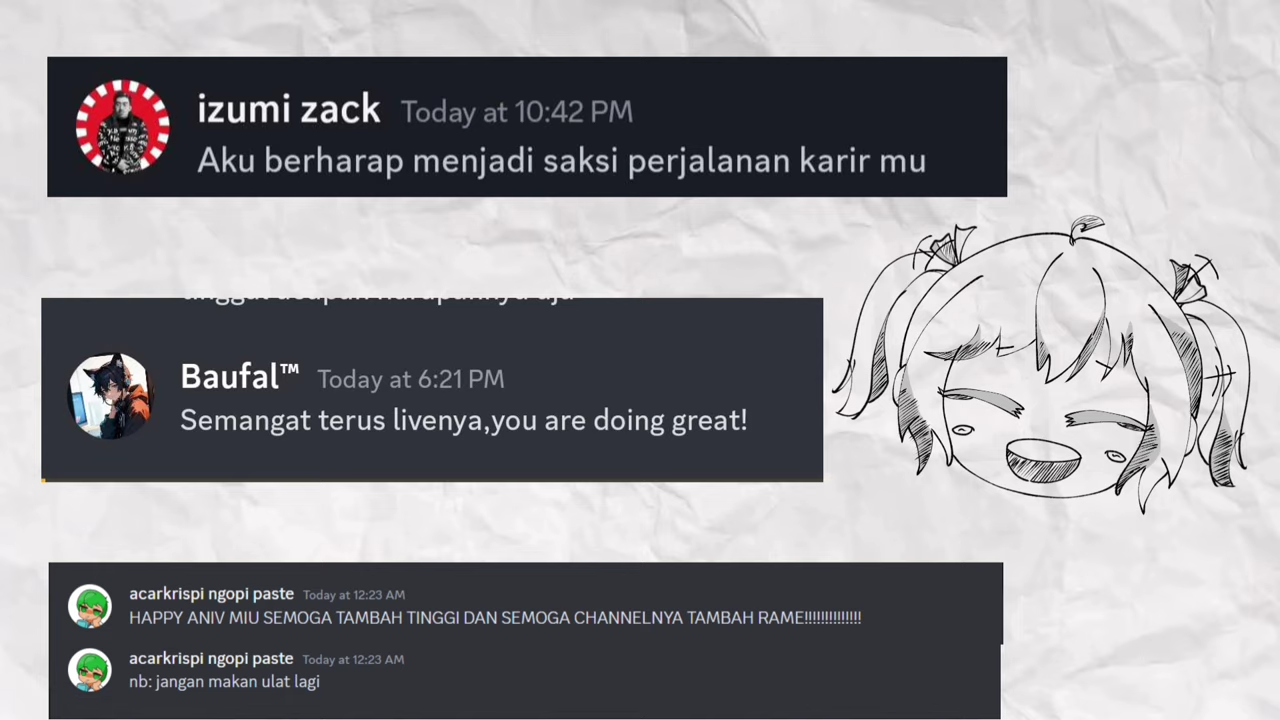 izumi zack Today at 10:42 PM
Aku berharap menjadi saksi perjalanan karir mu
Baufal™ Today at 6:21 PM
Semangat terus livenya,you are doing great!
acarkrispi ngopi paste Today at 12:23 AM
HAPPY ANIV MIU SEMOGA TAMBAH TINGGI DAN SEMOGA CHANNELNYA TAMBAH RAME!!!!!!!!!!!!!!
acarkrispi ngopi paste Today at 12:23 AM
nb: jangan makan ulat lagi